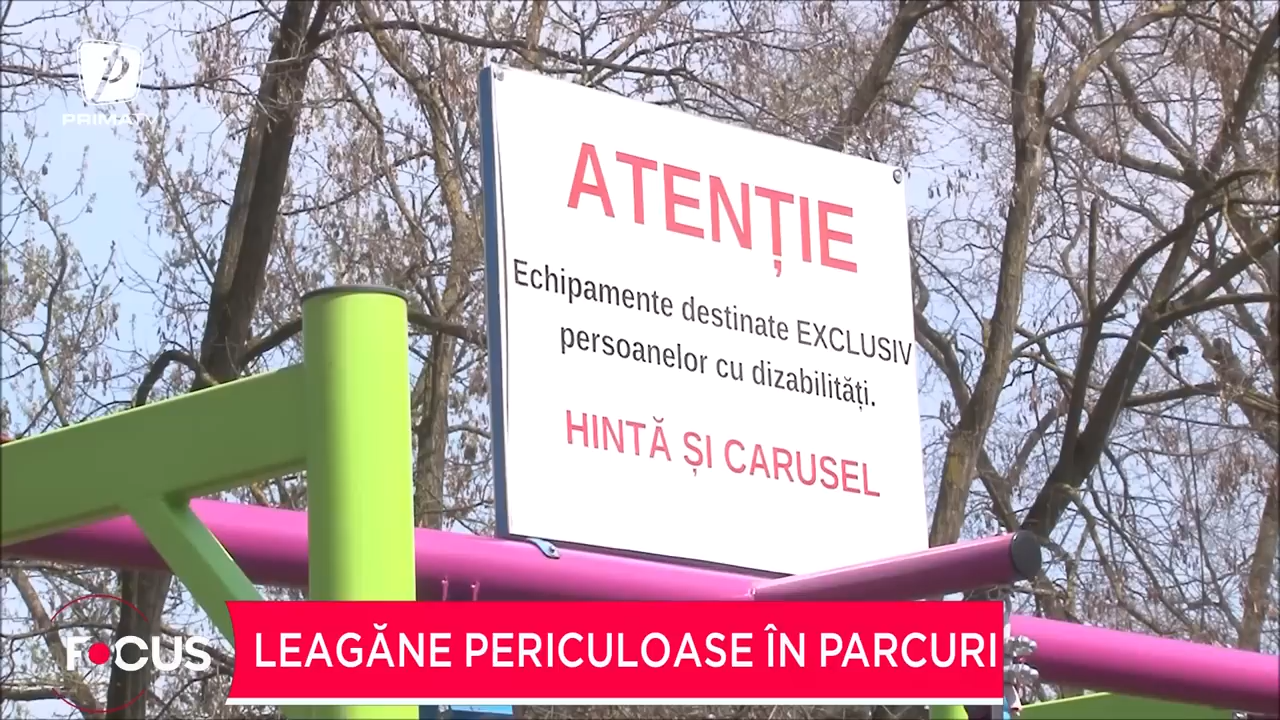 PRIMA TV
ATENȚIE
Echipamente destinate EXCLUSIV
persoanelor cu dizabilități.
HINTĂ ȘI CARUSEL
FOCUS
LEAGĂNE PERICULOASE ÎN PARCURI